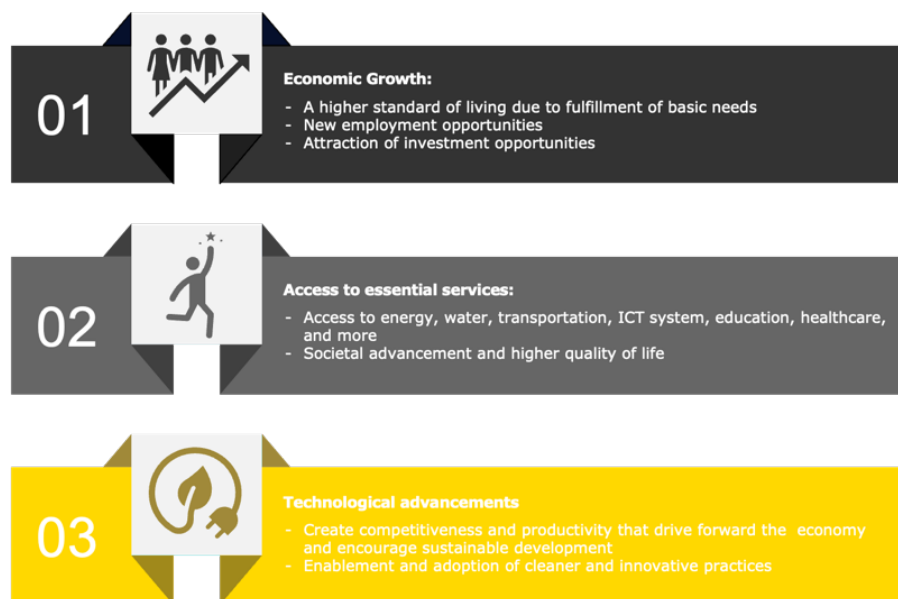 01
Economic Growth:
- A higher standard of living due to fulfillment of basic needs
- New employment opportunities
- Attraction of investment opportunities
02
Access to essential services:
- Access to energy, water, transportation, ICT system, education, healthcare,
and more
- Societal advancement and higher quality of life
03
Technological advancements
- Create competitiveness and productivity that drive forward the  economy
and encourage sustainable development
- Enablement and adoption of cleaner and innovative practices